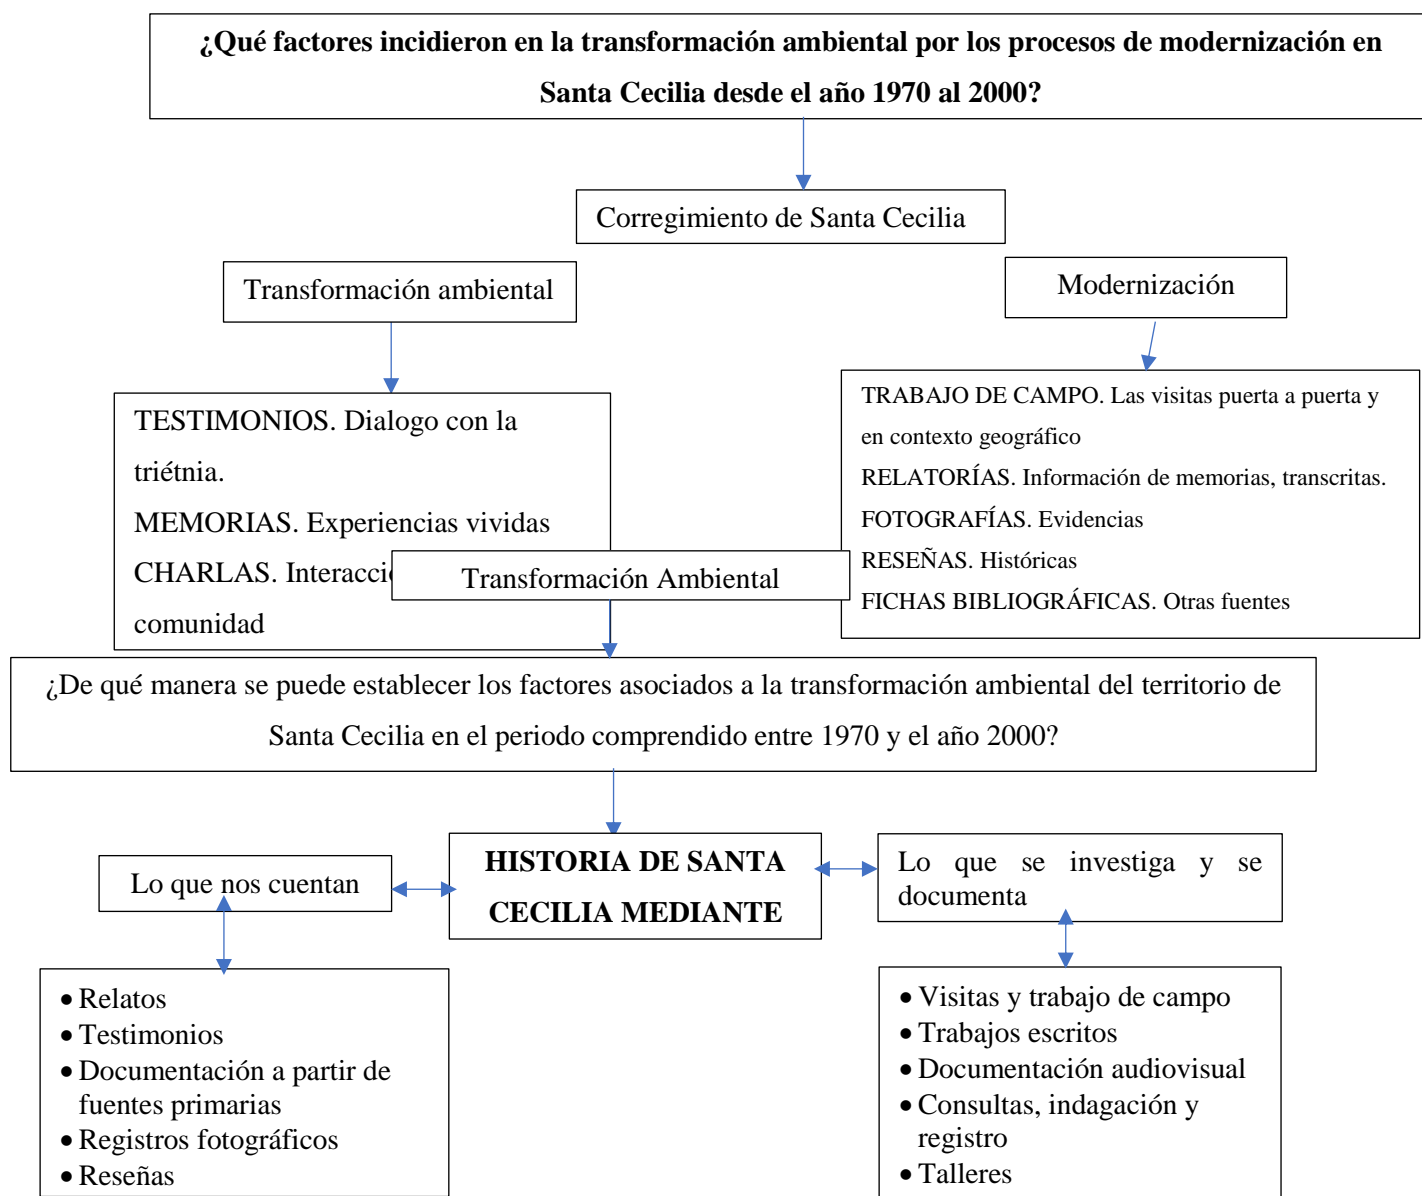 ¿Qué factores incidieron en la transformación ambiental por los procesos de modernización en
Santa Cecilia desde el año 1970 al 2000?
Corregimiento de Santa Cecilia
Transformación ambiental
Modernización
TESTIMONIOS. Dialogo con la
triétnia.
MEMORIAS. Experiencias vividas
CHARLAS.
comunidad
TRABAJO DE CAMPO. Las visitas puerta a puerta y
en contexto geográfico
RELATORÍAS. Información de memorias, transcritas.
FOTOGRAFÍAS. Evidencias
RESEÑAS. Históricas
FICHAS BIBLIOGRÁFICAS. Otras fuentes
Transformación Ambiental
¿De qué manera se puede establecer los factores asociados a la transformación ambiental del territorio de
Santa Cecilia en el periodo comprendido entre 1970 y el año 2000?
Lo que nos cuentan
HISTORIA DE SANTA
CECILIA MEDIANTE
Lo que se investiga y se
documenta
• Relatos
• Testimonios
• Documentación a partir de
fuentes primarias
• Registros fotográficos
• Reseñas
• Visitas y trabajo de campo
• Trabajos escritos
• Documentación audiovisual
• Consultas, indagación y
registro
• Talleres